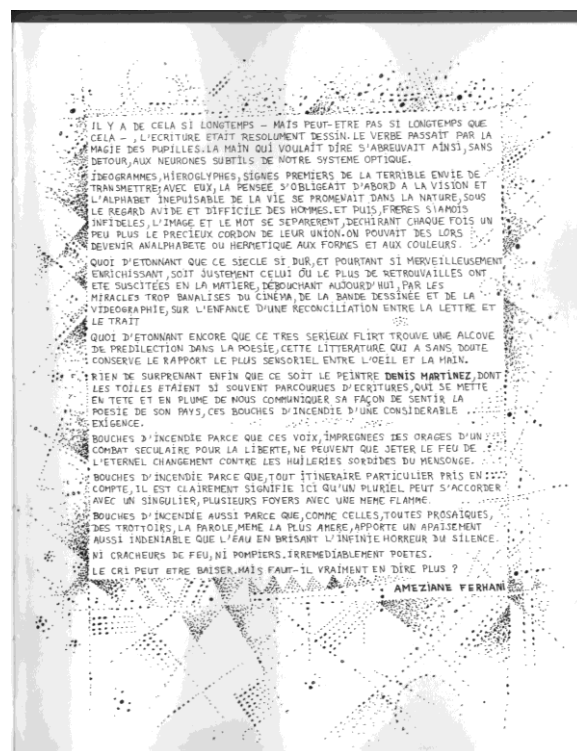 IL Y A DE CELA SI LONGTEMPS - MAIS PEUT-ETRE PAS SI LONGTEMPS QUE
CELA - , L'ECRITURE ETAIT RESOLUMENT DESSIN. LE VERBE PASSAIT PAR LA
MAGIE DES PUPILLES. LA MAIN QUI VOULAIT DIRE S'ABREUVAIT AINSI, SANS
DETOUR, AUX NEURONES SUBTILS DE NOTRE SYSTEME OPTIQUE.
IDEOGRAMMES, HIEROGLYPHES, SIGNES PREMIERS DE LA TERRIBLE ENVIE DE
TRANSMETTRE; AVEC EUX, LA PENSEE S'OBLIGEAIT D'ABORD A LA VISION ET
L'ALPHABET INEPUISABLE DE LA VIE SE PROMENAIT DANS LA NATURE, SOUS
LE REGARD AVIDE ET DIFFICILE DES HOMMES. ET PUIS, FRERES SIAMOIS
INFIDELES, L'IMAGE ET LE MOT SE SEPARERENT, DECHIRANT CHAQUE FOIS UN
PEU PLUS LE PRECIEUX CORDON DE LEUR UNION. ON POUVAIT DES LORS
DEVENIR ANALPHABETE OU HERMETIQUE AUX FORMES ET AUX COULEURS.
QUOI D'ETONNANT QUE CE SIECLE SI DUR, ET POURTANT SI MERVEILLEUSEMENT
ENRICHISSANT, SOIT JUSTEMENT CELUI OÙ LE PLUS DE RETROUVAILLES ONT
ETE SUSCITEES EN LA MATIERE, DEBOUCHANT AUJOURD'HUI, PAR LES
MIRACLES TROP BANALISES DU CINEMA, DE LA BANDE DESSINEE ET DE LA
VIDEOGRAPHIE, SUR L'ENFANCE D'UNE RECONCILIATION ENTRE LA LETTRE ET
LE TRAIT
QUOI D'ETONNANT ENCORE QUE CE TRES SERIEUX FLIRT TROUVE UNE ALCOVE
DE PREDILECTION DANS LA POESIE, CETTE LITTERATURE QUI A SANS DOUTE
CONSERVE LE RAPPORT LE PLUS SENSORIEL ENTRE L'OEIL ET LA MAIN.
RIEN DE SURPRENANT ENFIN QUE CE SOIT LE PEINTRE DENIS MARTINEZ, DONT
LES TOILES ETAIENT SI SOUVENT PARCOURUES D'ECRITURES, QUI SE METTE
EN TETE ET EN PLUME DE NOUS COMMUNIQUER SA FAÇON DE SENTIR LA
POESIE DE SON PAYS, CES BOUCHES D'INCENDIE D'UNE CONSIDERABLE
EXIGENCE.
BOUCHES D'INCENDIE PARCE QUE CES VOIX, IMPREGNEES DES ORAGES D'UN
COMBAT SECULAIRE POUR LA LIBERTE, NE PEUVENT QUE JETER LE FEU DE
L'ETERNEL CHANGEMENT CONTRE LES HUILERIES SORDIDES DU MENSONGE.
BOUCHES D'INCENDIE PARCE QUE, TOUT ITINERAIRE PARTICULIER PRIS EN
COMPTE, IL EST CLAIREMENT SIGNIFIE ICI QU'UN PLURIEL PEUT S'ACCORDER
AVEC UN SINGULIER, PLUSIEURS FOYERS AVEC UNE MEME FLAMME.
BOUCHES D'INCENDIE AUSSI PARCE QUE, COMME CELLES, TOUTES PROSAIQUES,
DES TROTTOIRS, LA PAROLE, MEME LA PLUS AMERE, APPORTE UN APAISEMENT
AUSSI INDENIABLE QUE L'EAU EN BRISANT L'INFINIE HORREUR DU SILENCE.
NI CRACHEURS DE FEU, NI POMPIERS. IRREMEDIABLEMENT POETES.
LE CRI PEUT ETRE BAISER. MAIS FAUT-IL VRAIMENT EN DIRE PLUS ?
AMEZIANE FERHANI